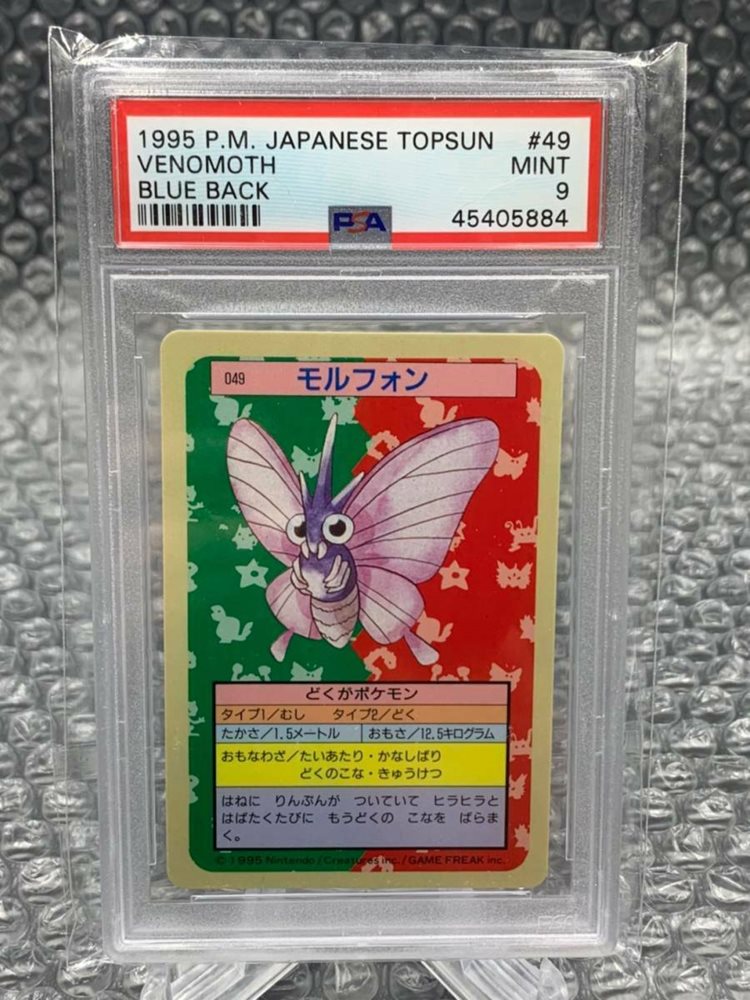 1995 P.M. JAPANESE TOPSUN #49
VENOMOTH MINT
BLUE BACK 9
PSA 45405884
049 モルフォン
どくがポケモン
タイプ1/むし タイプ2/どく
たかさ/1.5メートル おもさ/12.5キログラム
おもなわざ/たいあたり・かなしばり
どくのこな・きゅうけつ
はねに りんぷんが ついていて ヒラヒラと
はばたくたびに もうどくの こなを ばらま
く。
©1995 Nintendo/Creatures inc./GAME FREAK inc.